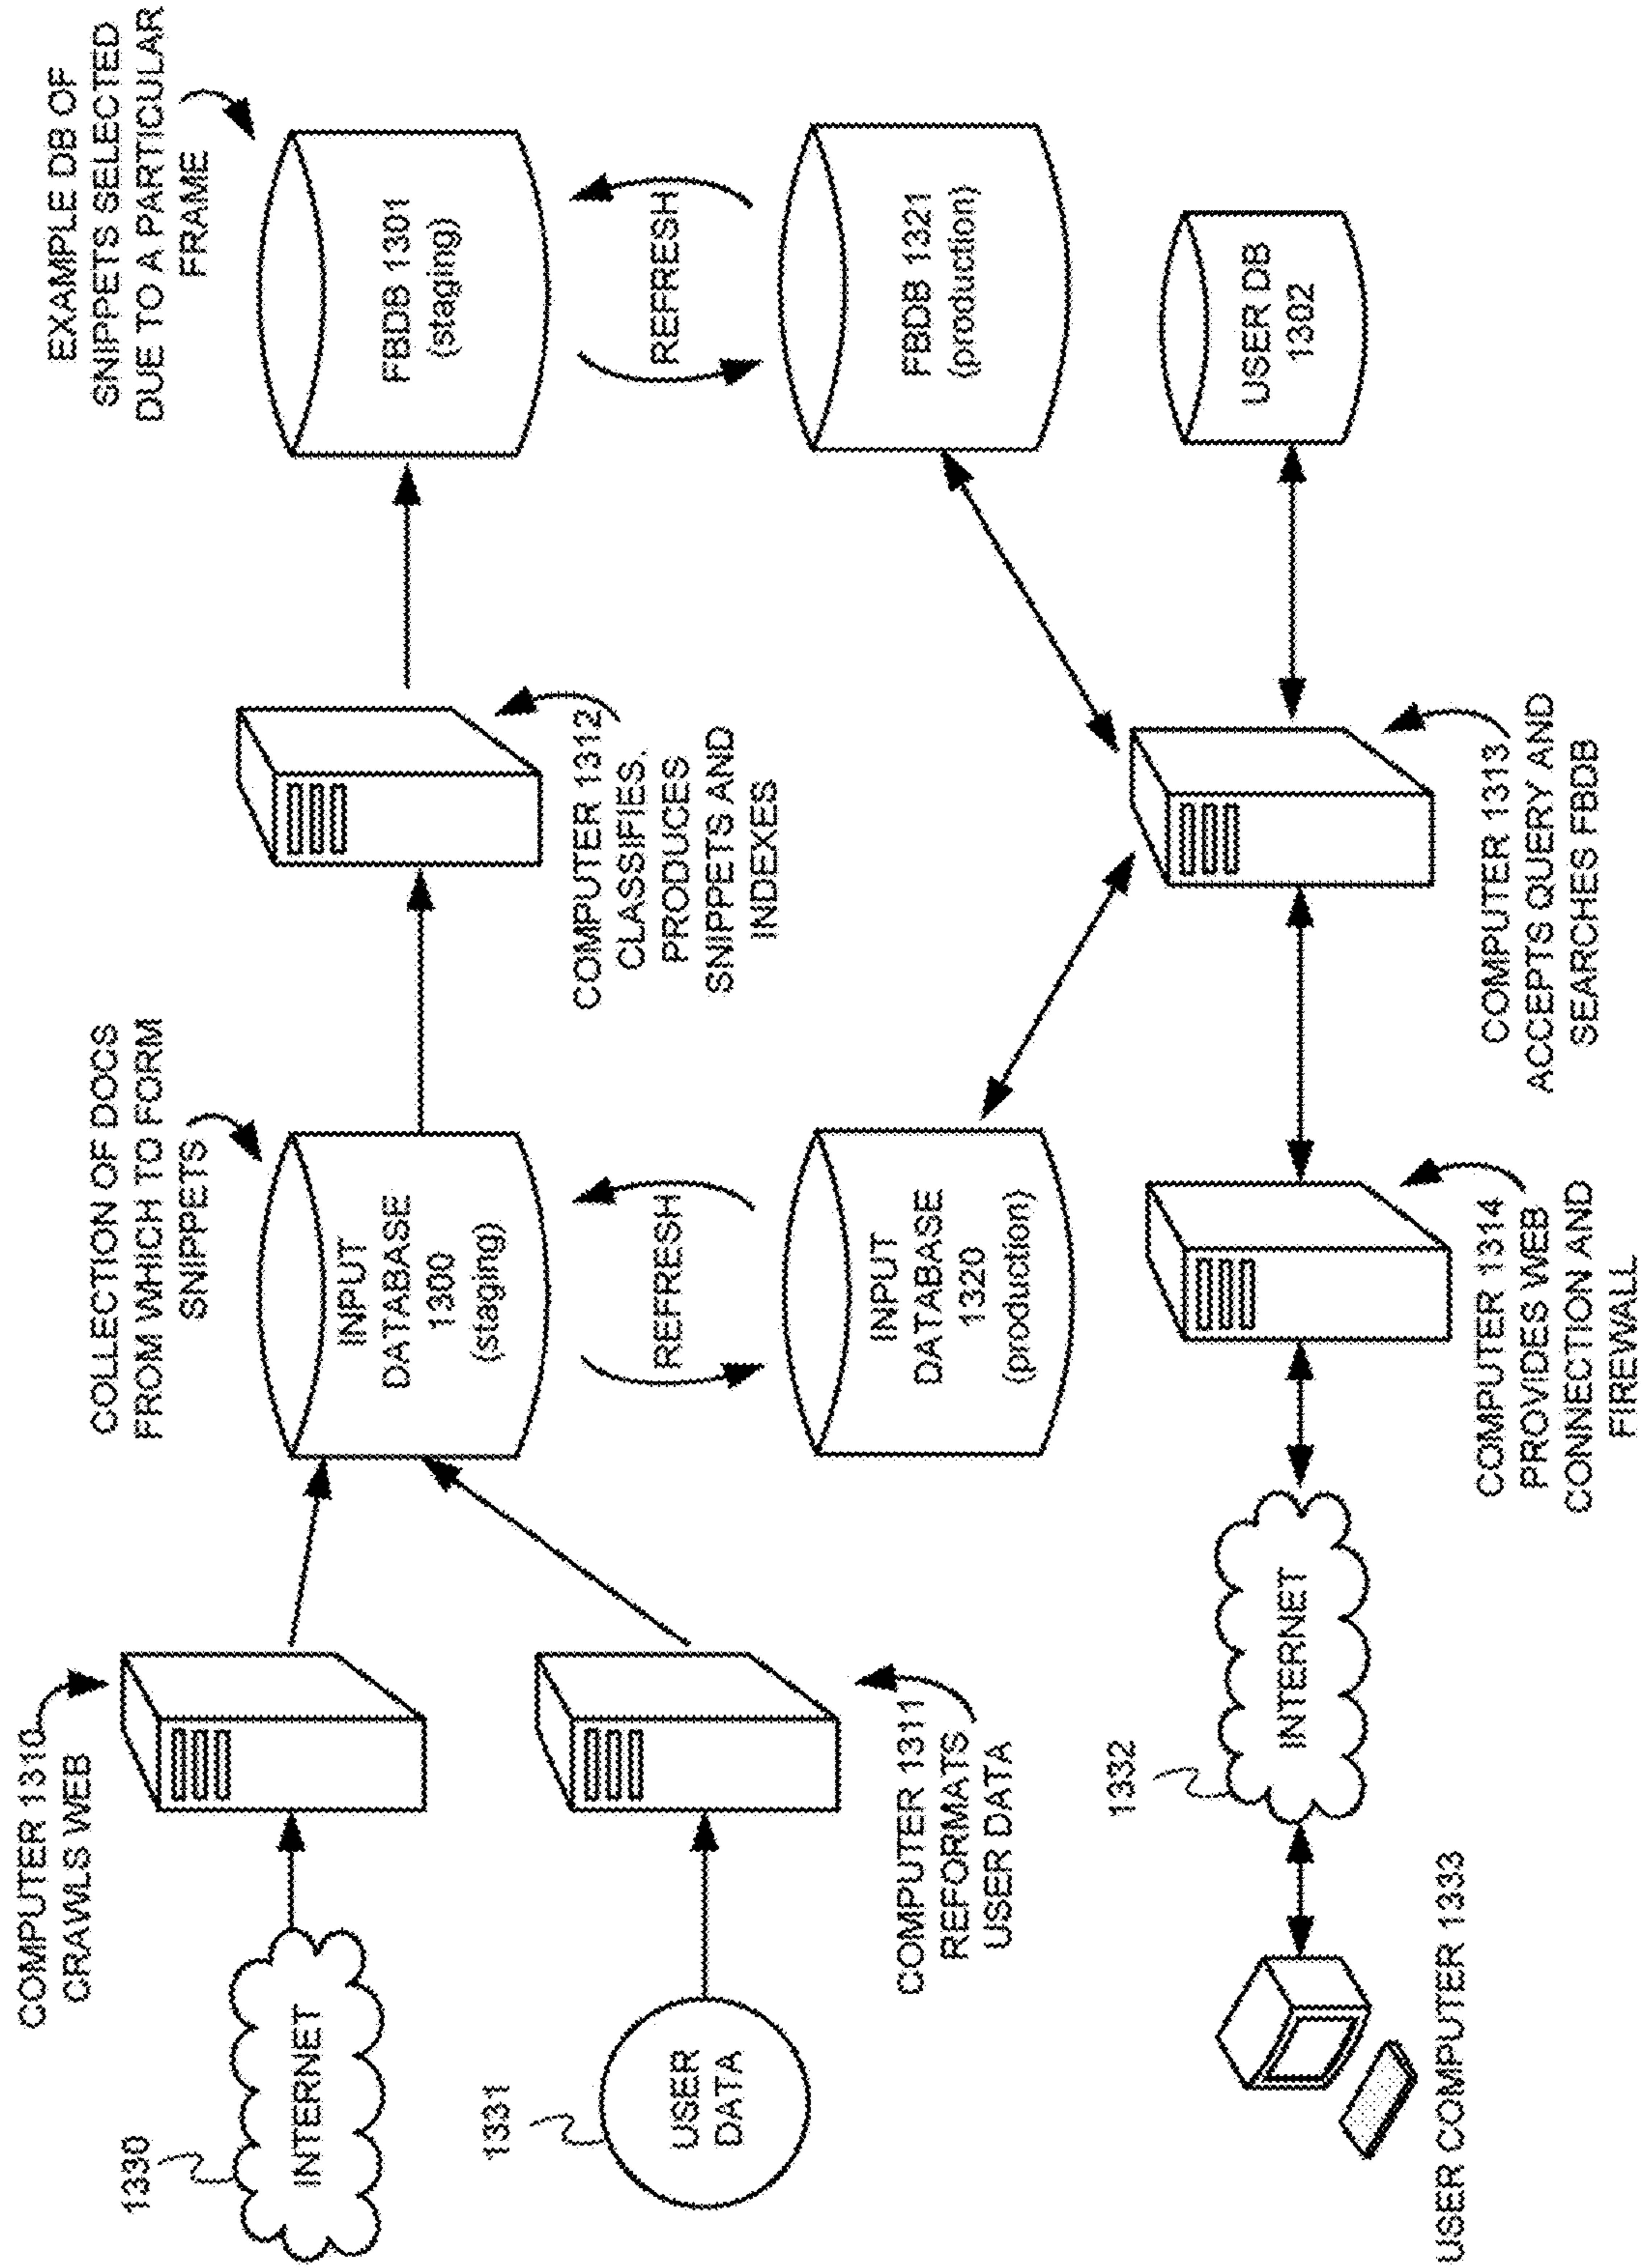 COMPUTER 1310
CRAWLS WEB
COLLECTION OF DOCS
FROM WHICH TO FORM
SNIPPETS
EXAMPLE DB OF
SNIPPETS SELECTED
DUE TO A PARTICULAR
FRAME
1330
INTERNET
INPUT
DATABASE
1300
(staging)
COMPUTER 1312
CLASSIFIES.
PRODUCES
SNIPPETS AND
INDEXES
FBDB 1301
(staging)
1331
USER
DATA
COMPUTER 1311
REFORMATS
USER DATA
REFRESH
REFRESH
INPUT
DATABASE
1320
(production)
FBDB 1321
(production)
1332
INTERNET
USER DB
1302
USER COMPUTER 1333
COMPUTER 1314
PROVIDES WEB
CONNECTION AND
FIREWALL
COMPUTER 1313
ACCEPTS QUERY AND
SEARCHES FBDB